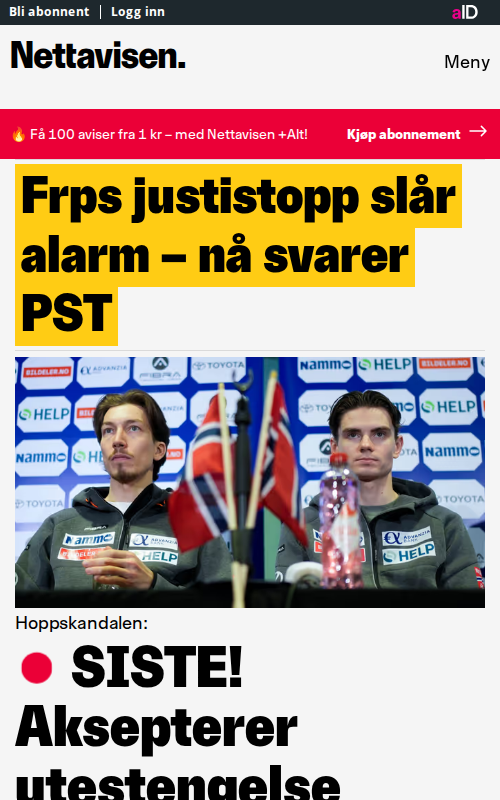 Bli abonnent
Logg inn
aID
Nettavisen.
Meny
🔥 Få 100 aviser fra 1 kr – med Nettavisen +Alt!
Kjøp abonnement →
Frps justistopp slår
alarm – nå svarer
PST
BILDELER.NO
ADVANZIA
FIBRA
TOYOTA
Nammo
HELP
BILDELER.NO
HELP
ADVANZIA
HELP
Nammo
Nammo
TOYOTA
TOYOTA
FIBRA
Nammo
HELP
ADVANZIA
HELP
Hoppskandalen:
SISTE!
Aksepterer
utestengelse